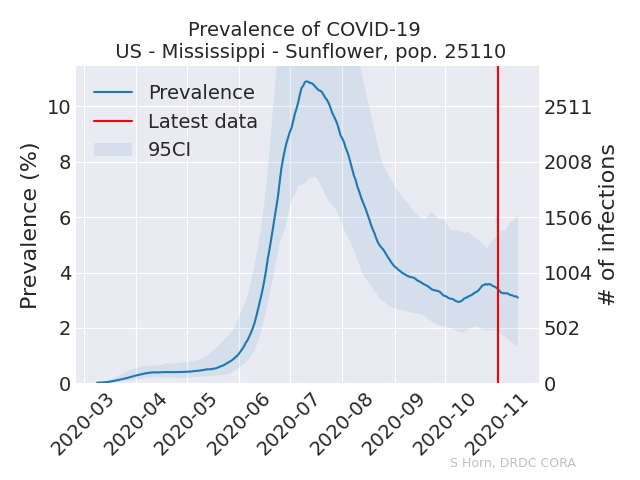 Prevalence of COVID-19
US - Mississippi - Sunflower, pop. 25110
Prevalence
Latest data
95CI
Prevalence (%)
10
8
6
4
2
0
2511
2008
1506
1004
502
0
# of infections
2020-03
2020-04
2020-05
2020-06
2020-07
2020-08
2020-09
2020-10
2020-11
S Horn, DRDC CORA